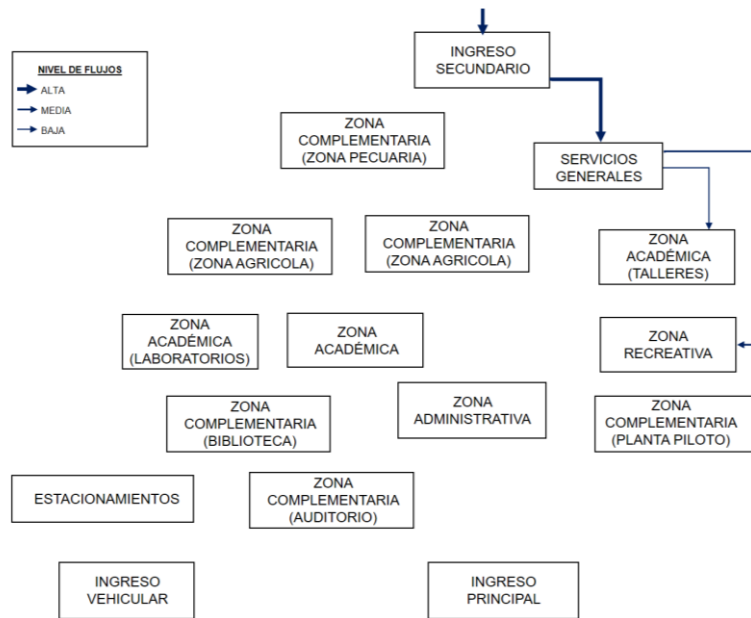 INGRESO
SECUNDARIO
NIVEL DE FLUJOS
ALTA
MEDIA
BAJA
ZONA
COMPLEMENTARIA
(ZONA PECUARIA)
SERVICIOS
GENERALES
ZONA
COMPLEMENTARIA
(ZONA AGRICOLA)
ZONA
COMPLEMENTARIA
(ZONA AGRICOLA)
ZONA
ACADÉMICA
(TALLERES)
ZONA
ACADÉMICA
(LABORATORIOS)
ZONA
ACADÉMICA
ZONA
RECREATIVA
ZONA
COMPLEMENTARIA
(BIBLIOTECA)
ZONA
ADMINISTRATIVA
ZONA
COMPLEMENTARIA
(PLANTA PILOTO)
ESTACIONAMIENTOS
ZONA
COMPLEMENTARIA
(AUDITORIO)
INGRESO
VEHICULAR
INGRESO
PRINCIPAL